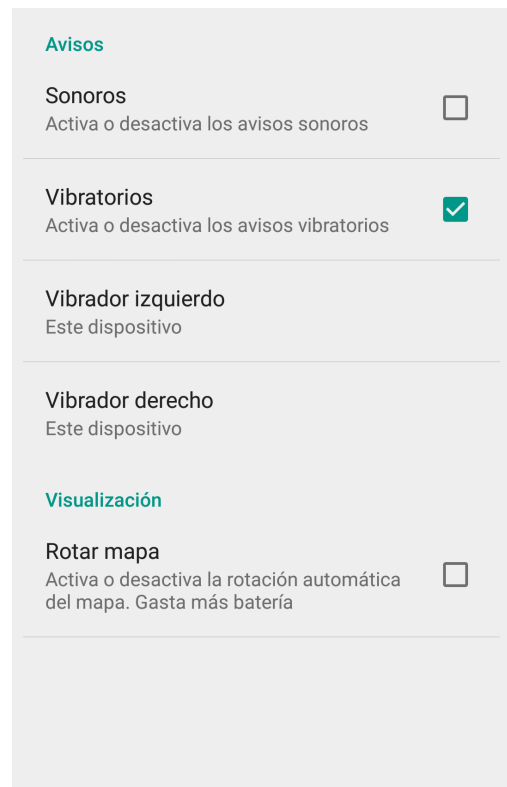 Avisos
Sonoros
Activa o desactiva los avisos sonoros
Vibratorios
Activa o desactiva los avisos vibratorios
Vibrador izquierdo
Este dispositivo
Vibrador derecho
Este dispositivo
Visualización
Rotar mapa
Activa o desactiva la rotación automática
del mapa. Gasta más batería